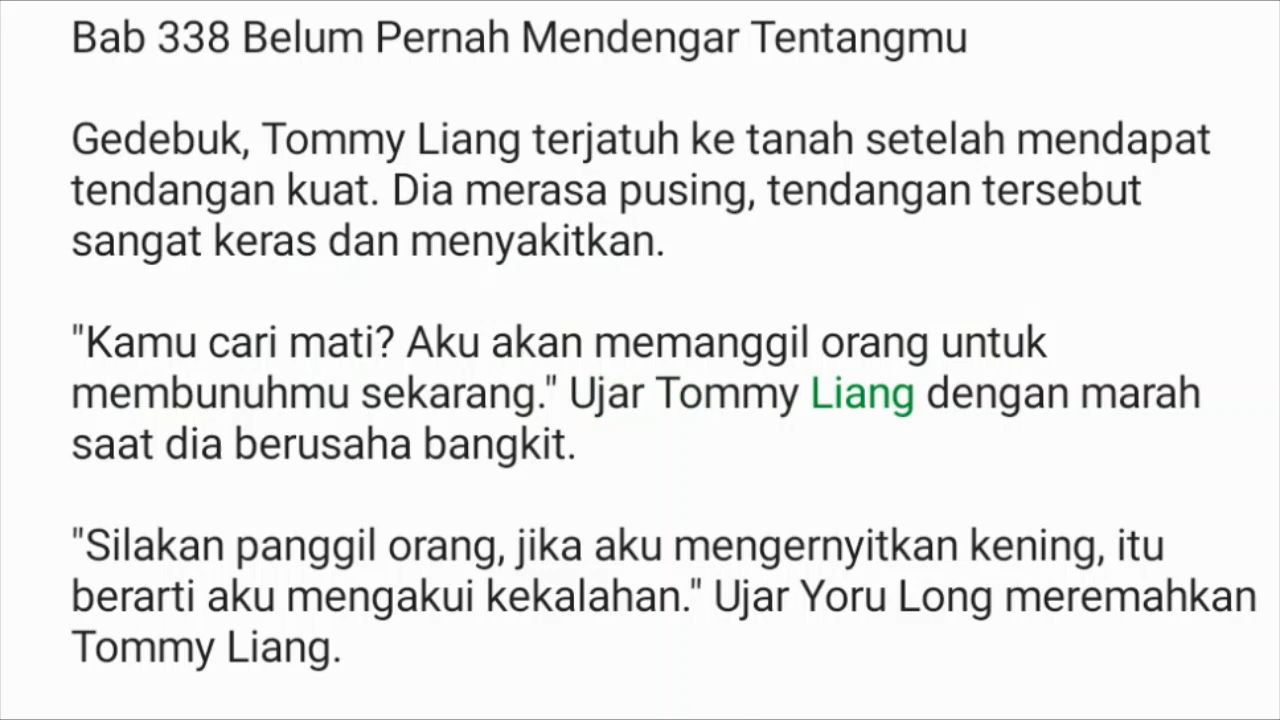 Bab 338 Belum Pernah Mendengar Tentangmu
Gedebuk, Tommy Liang terjatuh ke tanah setelah mendapat
tendangan kuat. Dia merasa pusing, tendangan tersebut
sangat keras dan menyakitkan.
"Kamu cari mati? Aku akan memanggil orang untuk
membunuhmu sekarang." Ujar Tommy Liang dengan marah
saat dia berusaha bangkit.
"Silakan panggil orang, jika aku mengernyitkan kening, itu
berarti aku mengakui kekalahan." Ujar Yoru Long meremahkan
Tommy Liang.